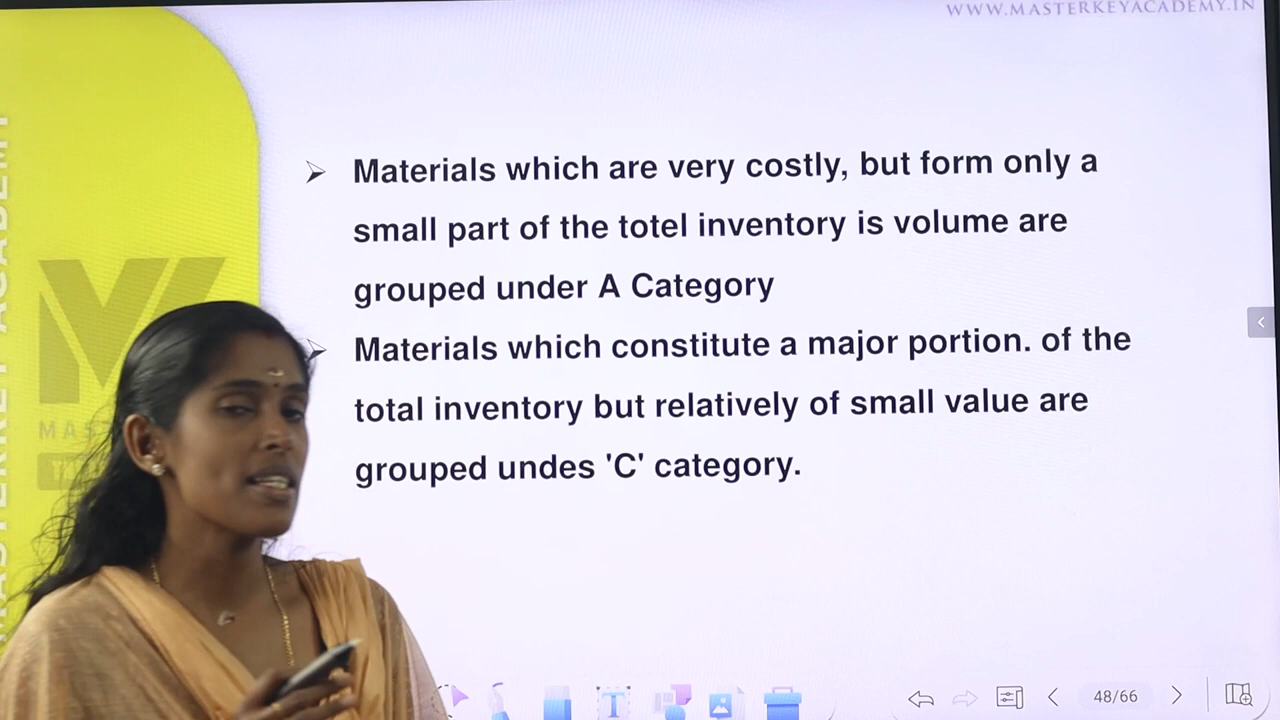 WWW.MASTERKEYACADEMY.IN
Materials which are very costly, but form only a
small part of the totel inventory is volume are
grouped under A Category
Materials which constitute a major portion. of the
total inventory but relatively of small value are
grouped undes 'C' category.
MASTERKEY ACADEMY
48/66